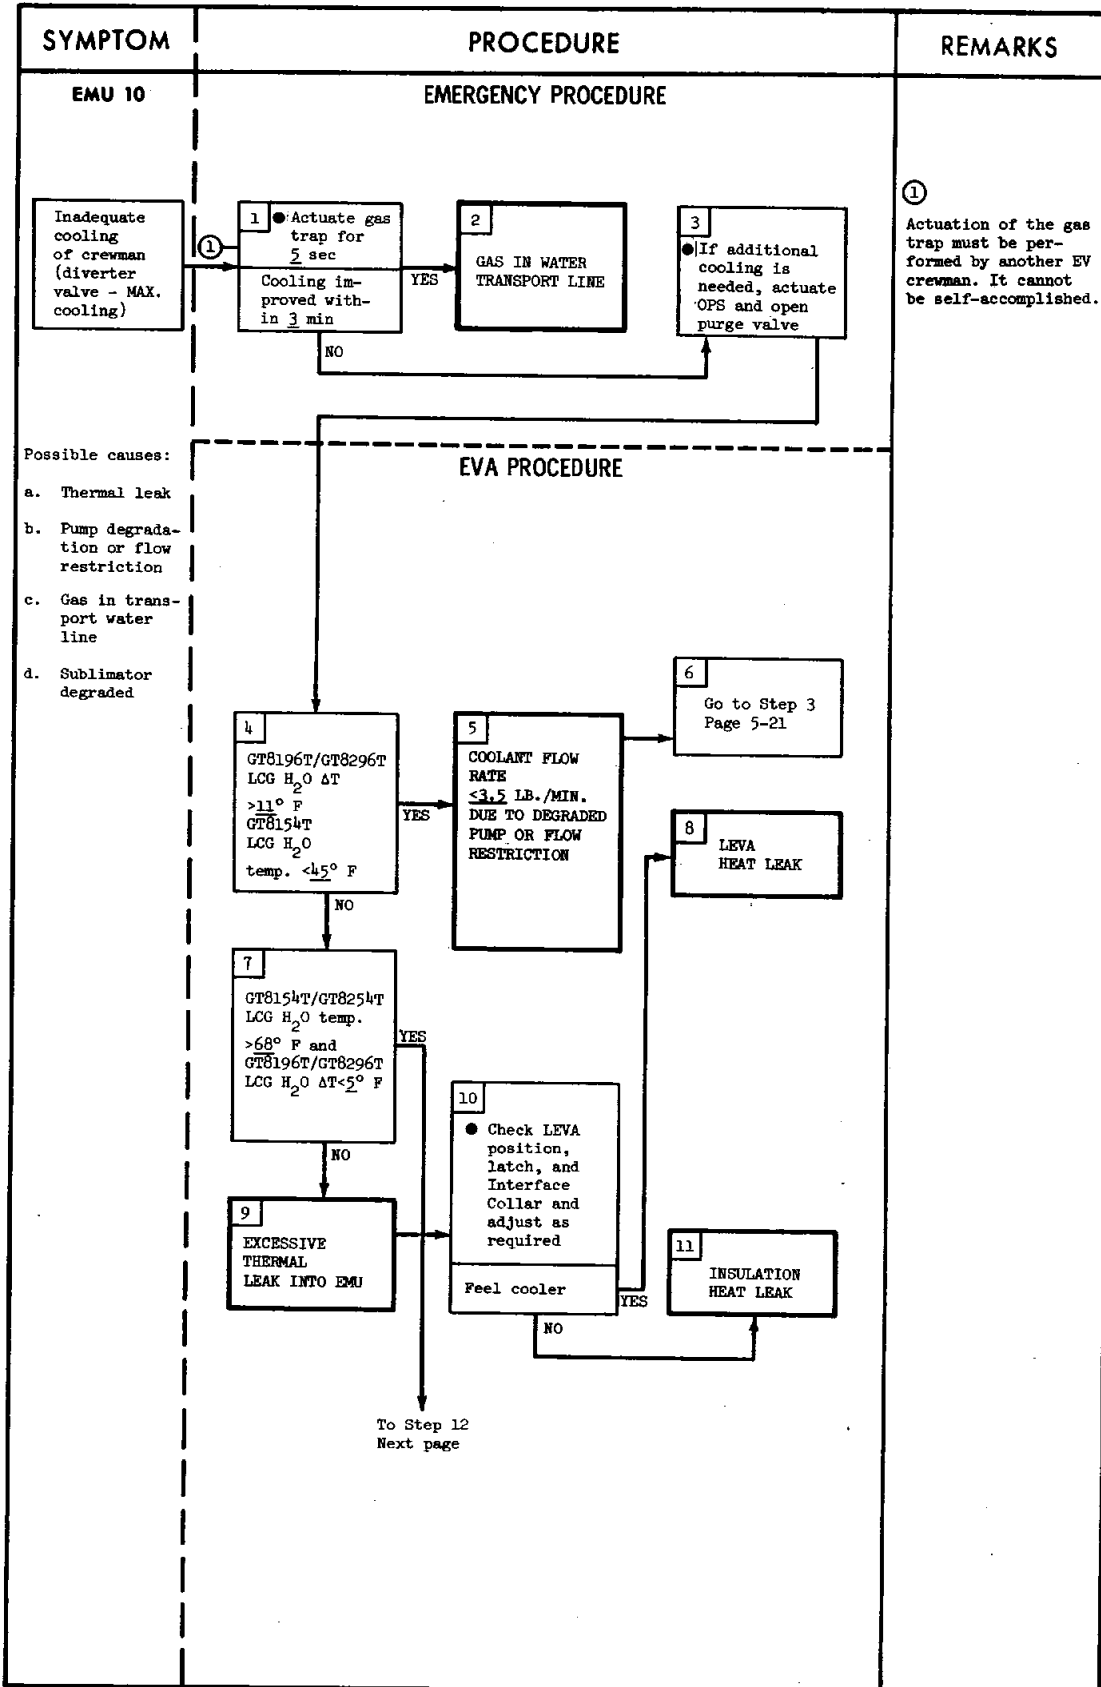 SYMPTOM
PROCEDURE
REMARKS
EMU 10
EMERGENCY PROCEDURE
Inadequate
cooling
of crewman
(diverter
valve - MAX.
cooling)
①
1
● Actuate gas
trap for
5 sec
Cooling im-
proved with-
in 3 min
YES
NO
2
GAS IN WATER
TRANSPORT LINE
3
● If additional
cooling is
needed, actuate
OPS and open
purge valve
①
Actuation of the gas
trap must be per-
formed by another EV
crewman. It cannot
be self-accomplished.
Possible causes:
a. Thermal leak
b. Pump degrada-
tion or flow
restriction
c. Gas in trans-
port water
line
d. Sublimator
degraded
EVA PROCEDURE
4
GT8196T/GT8296T
LCG H2O ΔT
>11° F
GT8154T
LCG H2O
temp. <45° F
YES
NO
5
COOLANT FLOW
RATE
<3.5 LB./MIN.
DUE TO DEGRADED
PUMP OR FLOW
RESTRICTION
6
Go to Step 3
Page 5-21
7
GT8154T/GT8254T
LCG H2O temp.
>68° F and
GT8196T/GT8296T
LCG H2O ΔT<5° F
YES
NO
8
LEVA
HEAT LEAK
9
EXCESSIVE
THERMAL
LEAK INTO EMU
10
● Check LEVA
position,
latch, and
Interface
Collar and
adjust as
required
Feel cooler
YES
NO
11
INSULATION
HEAT LEAK
To Step 12
Next page